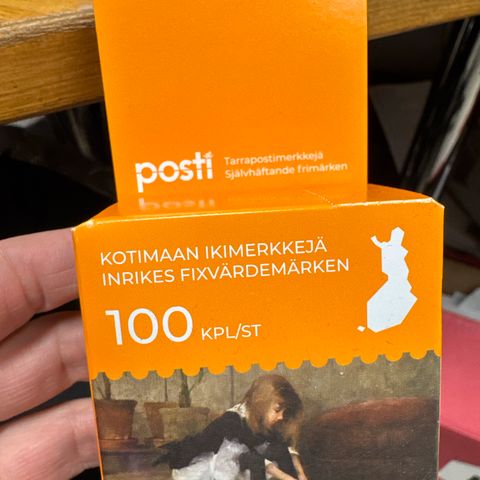 posti
Tarrapostimerkkejä
Självhäftande frimärken
KOTIMAAN IKIMERKKEJÄ
INRIKES FIXVÄRDEMÄRKEN
100 KPL/ST